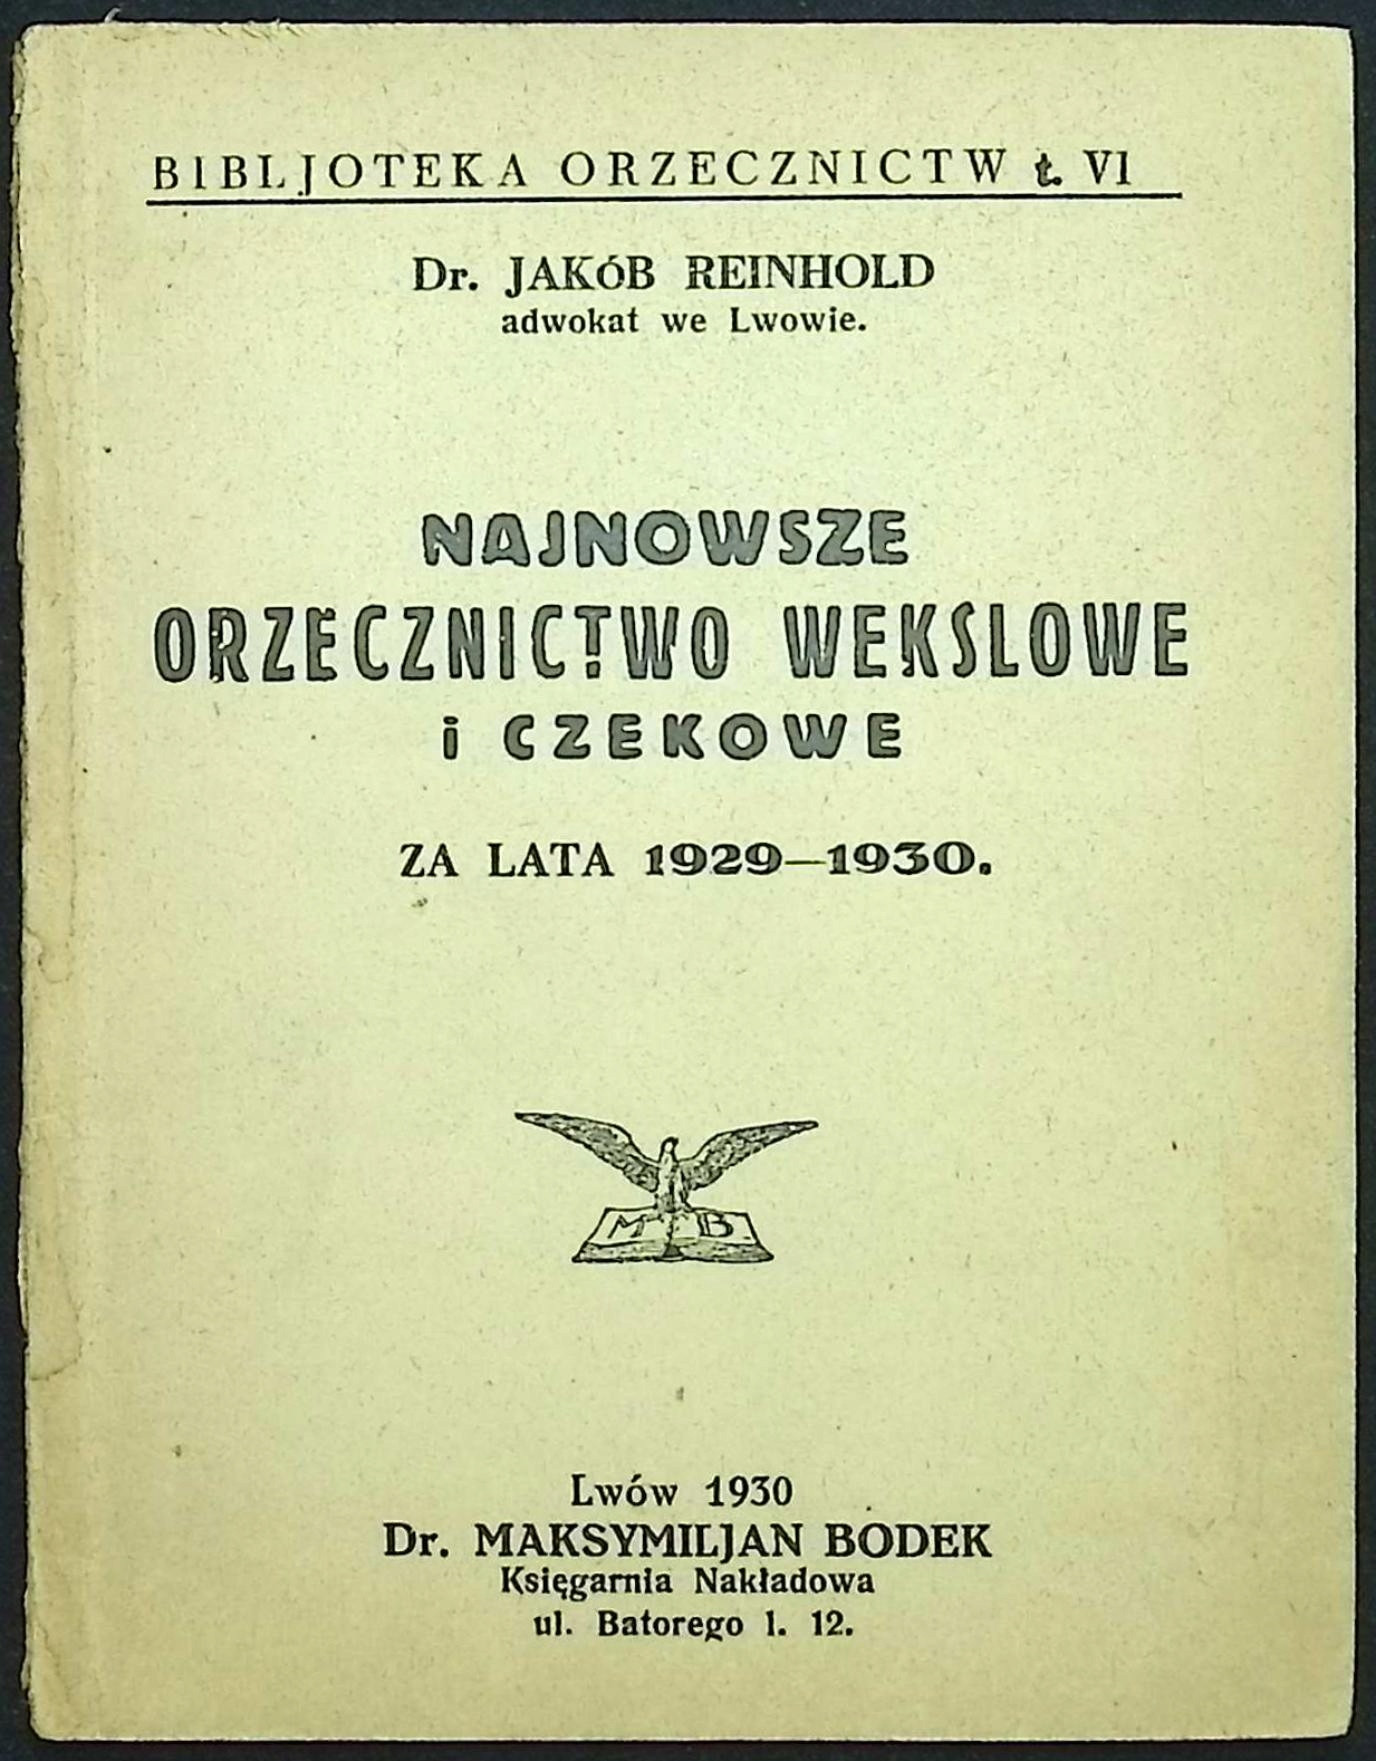 BIBLJOTEKA ORZECZNICTW t. VI
Dr. JAKÓB REINHOLD
adwokat we Lwowie.
NAJNOWSZE
ORZECZNICTWO WEKSLOWE
i CZEKOWE
ZA LATA 1929—1930.
M B
Lwów 1930
Dr. MAKSYMILJAN BODEK
Księgarnia Nakładowa
ul. Batorego l. 12.